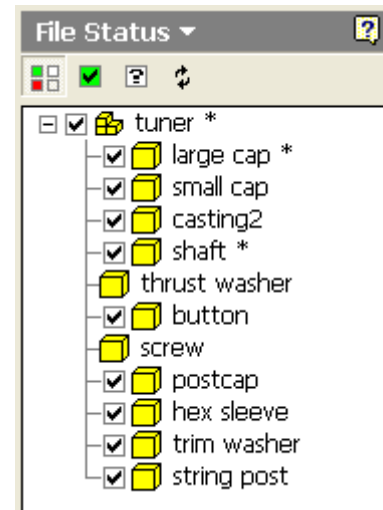 File Status
tuner *
large cap *
small cap
casting2
shaft *
thrust washer
button
screw
postcap
hex sleeve
trim washer
string post